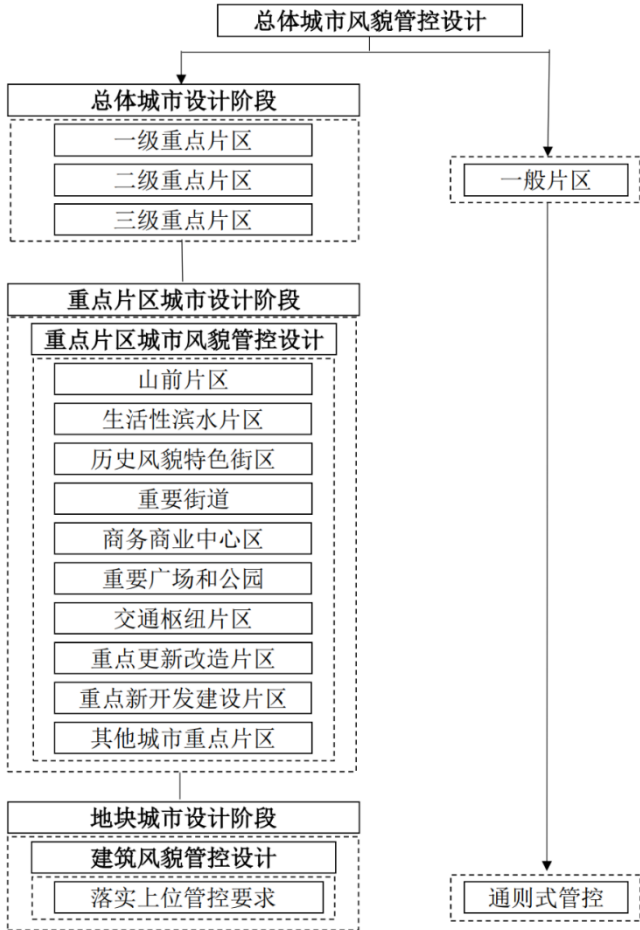 总体城市风貌管控设计
总体城市设计阶段
一级重点片区
二级重点片区
三级重点片区
一般片区
重点片区城市设计阶段
重点片区城市风貌管控设计
山前片区
生活性滨水片区
历史风貌特色街区
重要街道
商务商业中心区
重要广场和公园
交通枢纽片区
重点更新改造片区
重点新开发建设片区
其他城市重点片区
地块城市设计阶段
建筑风貌管控设计
落实上位管控要求
通则式管控